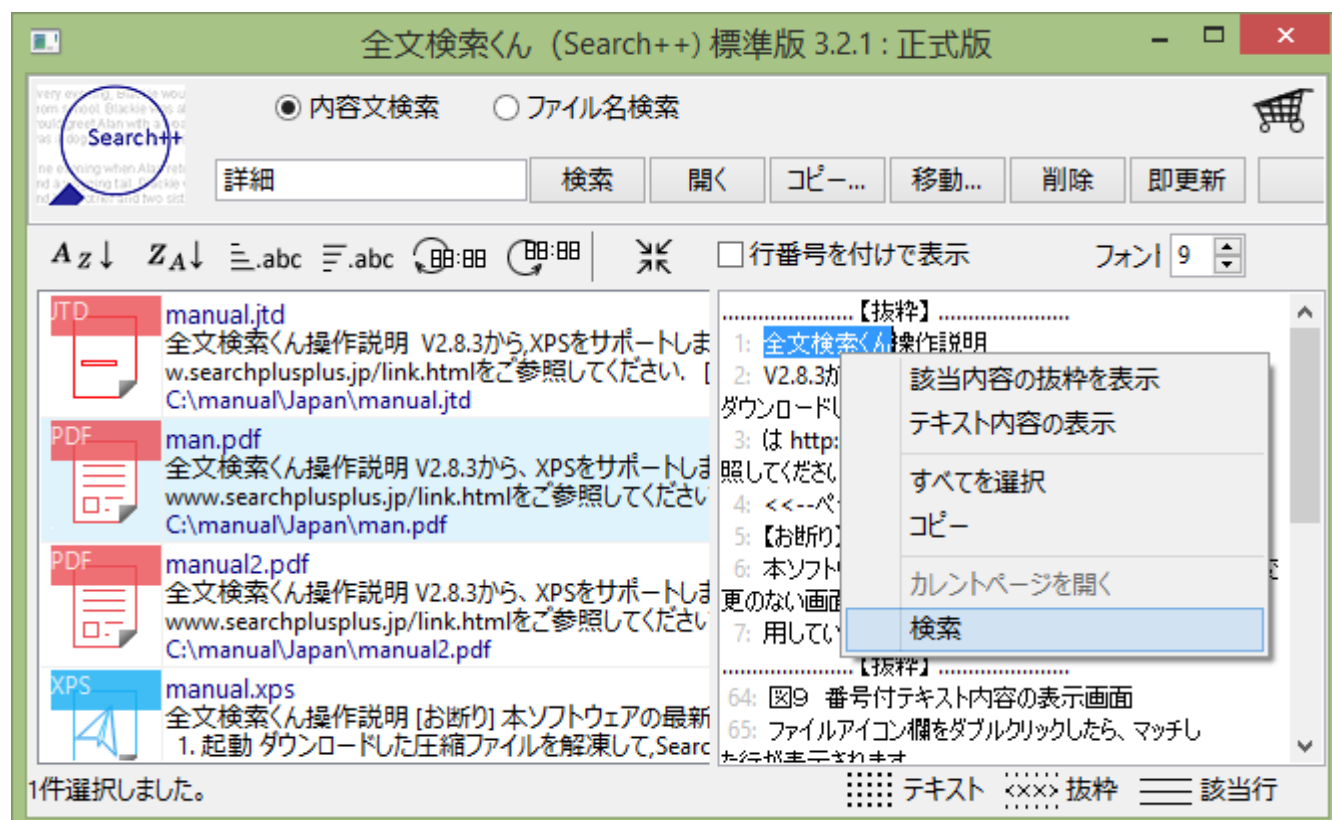 全文検索くん (Search++) 標準版 3.2.1 : 正式版
Search++
内容文検索 ファイル名検索
詳細 検索 開く コピー... 移動... 削除 即更新
AZ↓ ZA↓ .abc .abc 88:88 88:88 行番号を付けて表示 フォント 9
JTD manual.jtd
全文検索くん操作説明 V2.8.3から,XPSをサポートしま
w.searchplusplus.jp/link.htmlをご参照してください. [
C:\manual\Japan\manual.jtd
PDF man.pdf
全文検索くん操作説明 V2.8.3から、XPSをサポートしま
www.searchplusplus.jp/link.htmlをご参照してください
C:\manual\Japan\man.pdf
PDF manual2.pdf
全文検索くん操作説明 V2.8.3から、XPSをサポートしま
www.searchplusplus.jp/link.htmlをご参照してください
C:\manual\Japan\manual2.pdf
XPS manual.xps
全文検索くん操作説明 [お断り] 本ソフトウェアの最新
1. 起動 ダウンロードした圧縮ファイルを解凍して,Searc
.....................【抜粋】.....................
1: 全文検索くん操作説明
2: V2.8.3が
ダウンロードし
3: は http:
照してください
4: <<--ペ
5: 【お断り】
6: 本ソフト
更のない画面
7: 用してい
.....................【抜粋】.....................
64: 図9 番号付テキスト内容の表示画面
65: ファイルアイコン欄をダブルクリックしたら、マッチし
た行が表示されます
該当内容の抜粋を表示
テキスト内容の表示
すべてを選択
コピー
カレントページを開く
検索
1件選択しました。 テキスト <xx> 抜粋 該当行